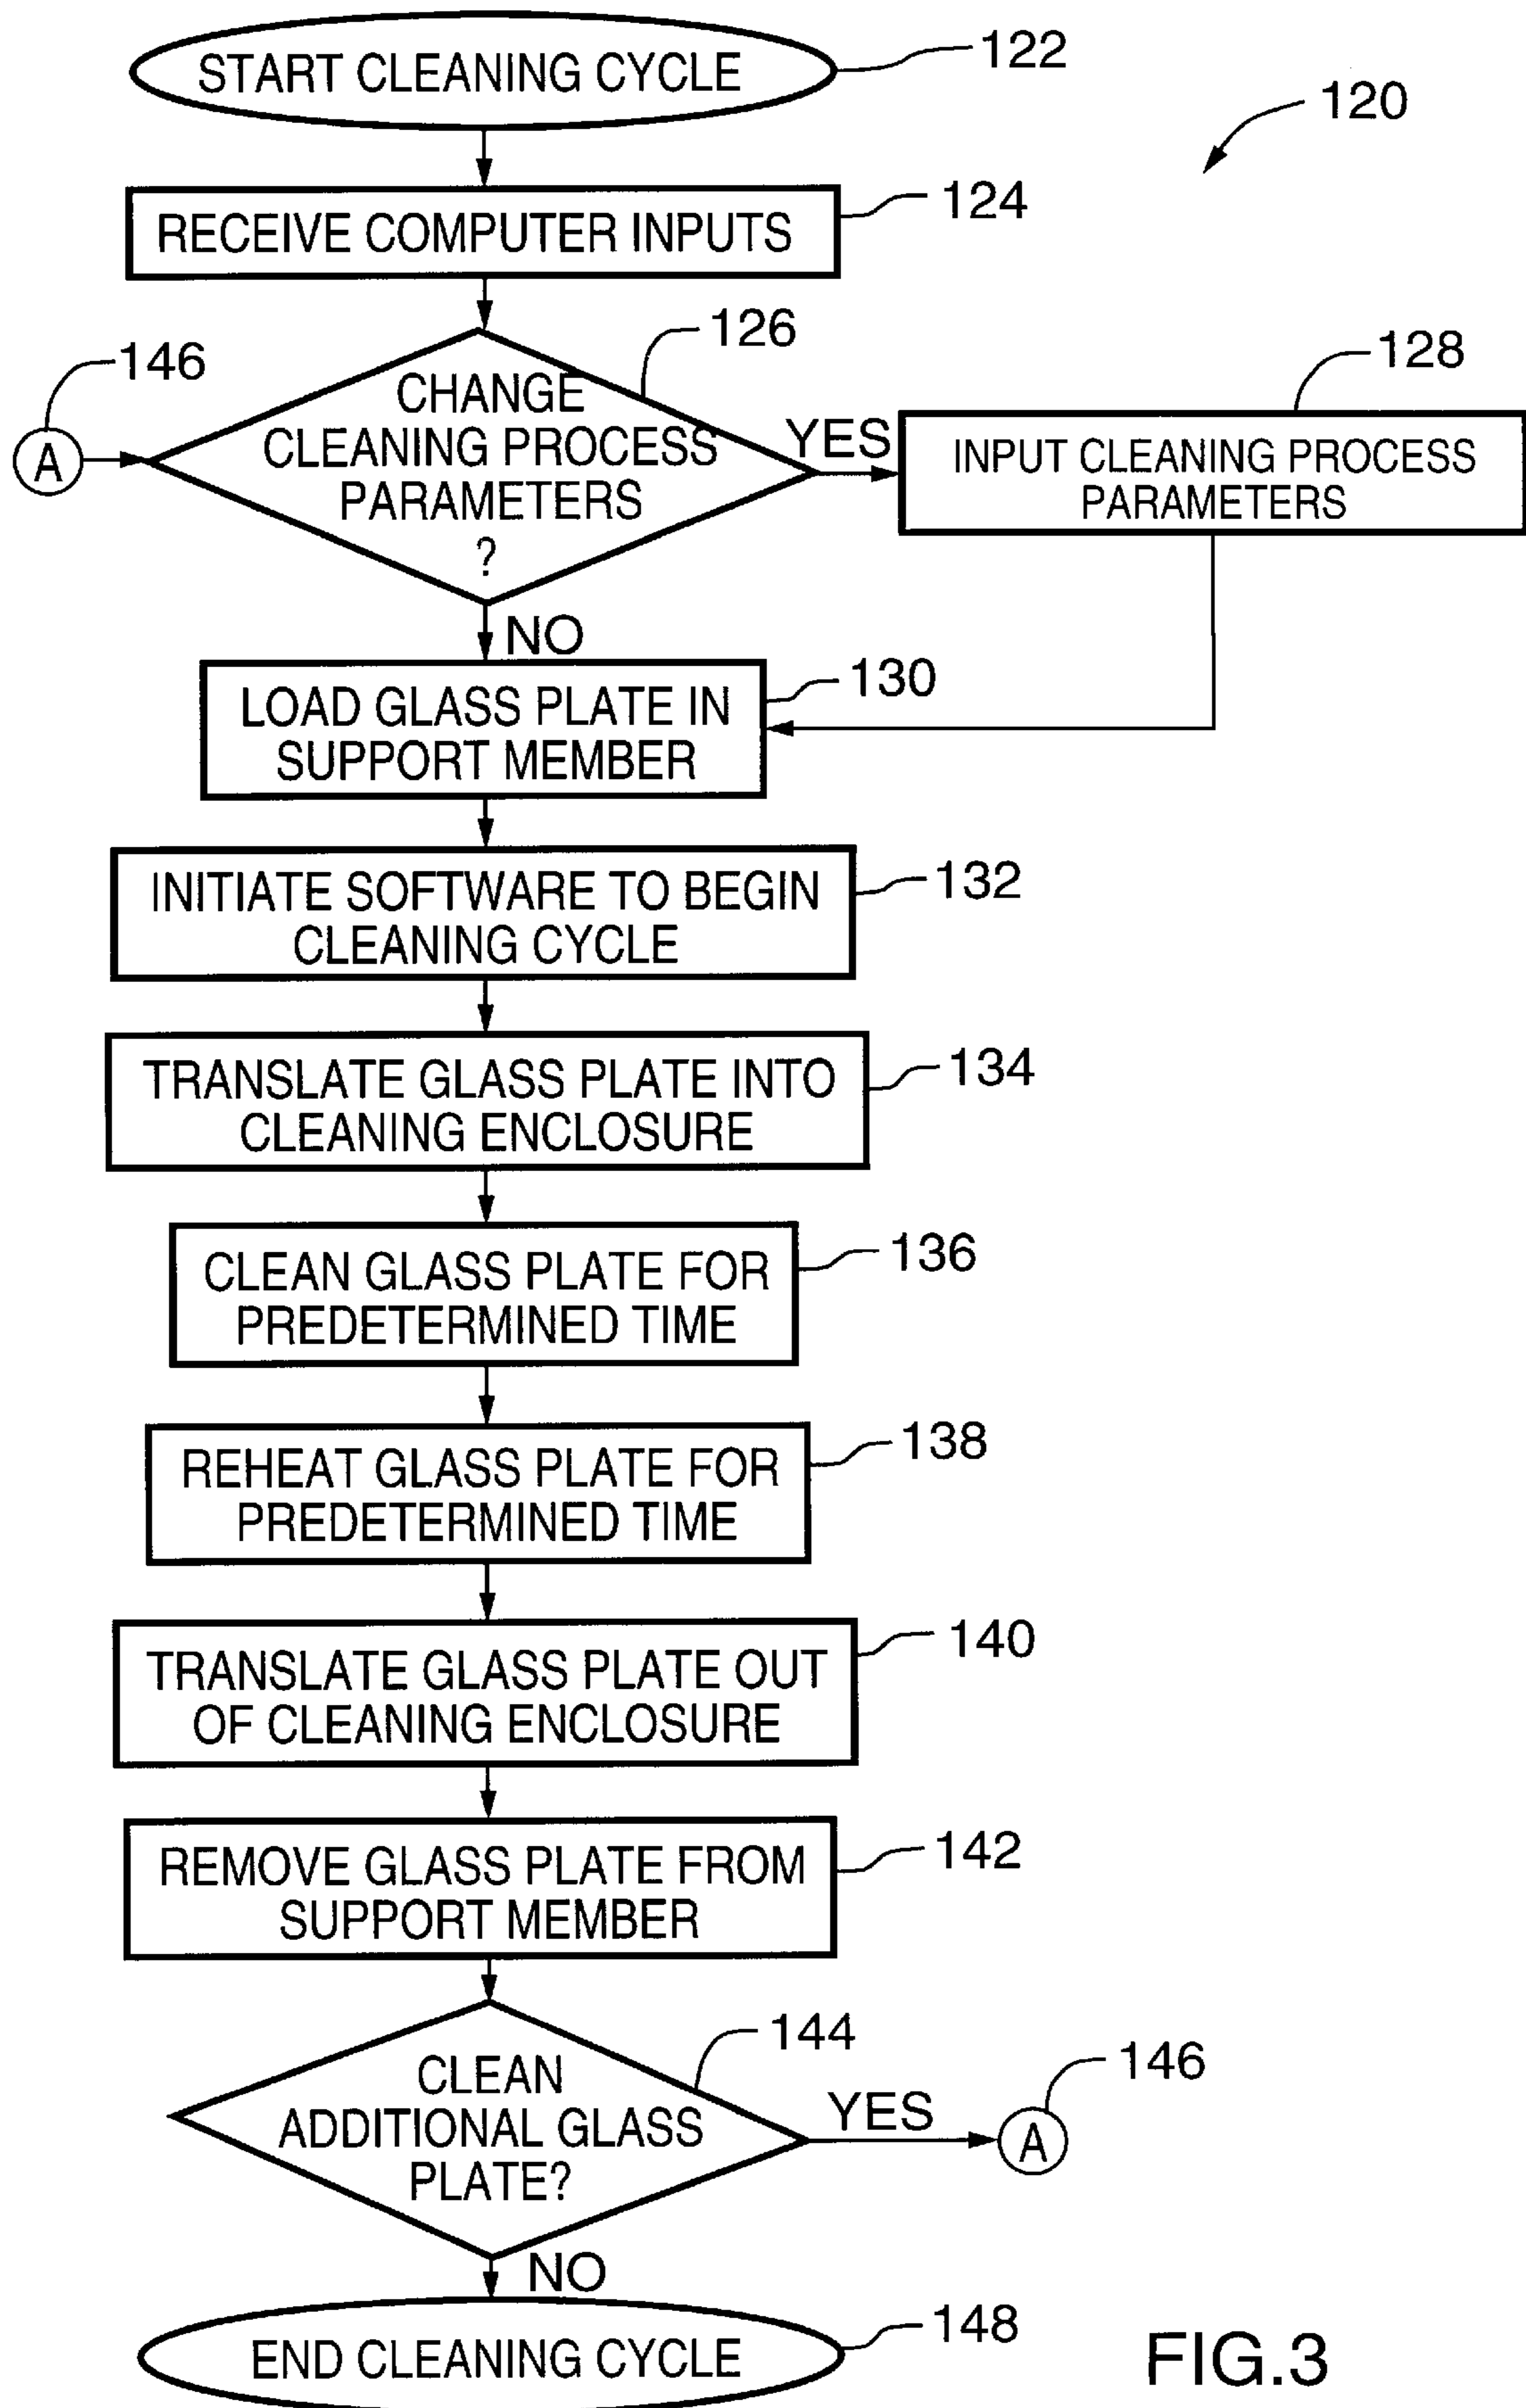 START CLEANING CYCLE
122
120
RECEIVE COMPUTER INPUTS
124
126
146
A
CHANGE
CLEANING PROCESS
PARAMETERS
?
YES
128
INPUT CLEANING PROCESS
PARAMETERS
NO
130
LOAD GLASS PLATE IN
SUPPORT MEMBER
132
INITIATE SOFTWARE TO BEGIN
CLEANING CYCLE
134
TRANSLATE GLASS PLATE INTO
CLEANING ENCLOSURE
136
CLEAN GLASS PLATE FOR
PREDETERMINED TIME
138
REHEAT GLASS PLATE FOR
PREDETERMINED TIME
140
TRANSLATE GLASS PLATE OUT
OF CLEANING ENCLOSURE
142
REMOVE GLASS PLATE FROM
SUPPORT MEMBER
144
CLEAN
ADDITIONAL GLASS
PLATE?
YES
146
A
NO
END CLEANING CYCLE
148
FIG.3